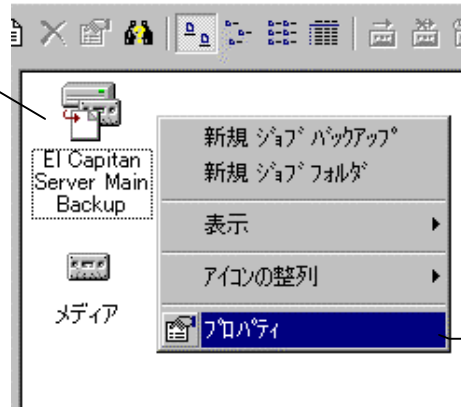 El Capitan
Server Main
Backup
メディア
新規 ｼﾞｮﾌﾞ ﾊﾞｯｸｱｯﾌﾟ
新規 ｼﾞｮﾌﾞ ﾌｫﾙﾀﾞ
表示
ｱｲｺﾝの整列
ﾌﾟﾛﾊﾟﾃｨ